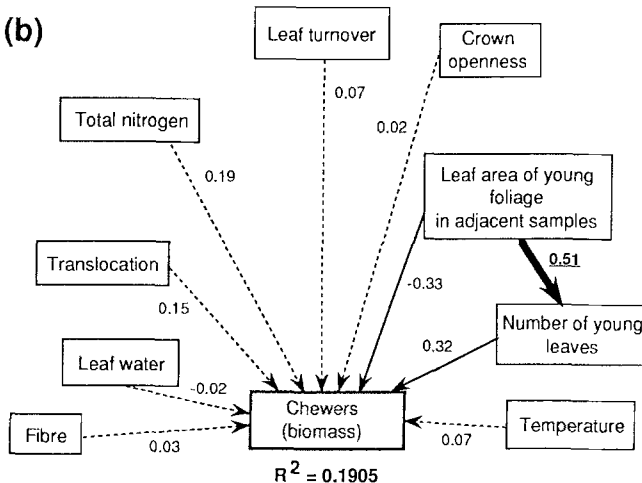 (b)
Leaf turnover
Crown
openness
0.07
0.02
Total nitrogen
0.19
Leaf area of young
foliage
in adjacent samples
Translocation
0.15
-0.33
0.51
Number of young
leaves
0.32
Leaf water
-0.02
Chewers
(biomass)
Fibre
0.03
Temperature
0.07
R² = 0.1905